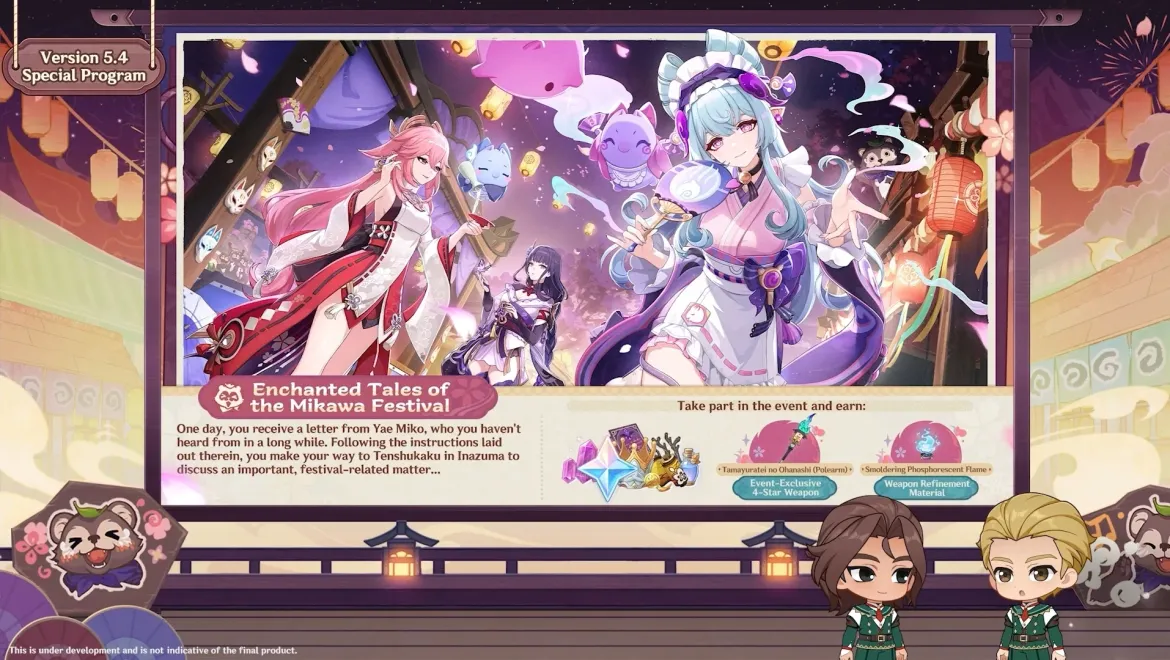 Version 5.4
Special Program
Enchanted Tales of
the Mikawa Festival
One day, you receive a letter from Yae Miko, who you haven't
heard from in a long while. Following the instructions laid
out therein, you make your way to Tenshukaku in Inazuma to
discuss an important, festival-related matter...
Take part in the event and earn:
• Tamayuratei no Ohanashi (Polearm) •
Event-Exclusive
4-Star Weapon
• Smoldering Phosphorescent Flame •
Weapon Refinement
Material
This is under development and is not indicative of the final product.